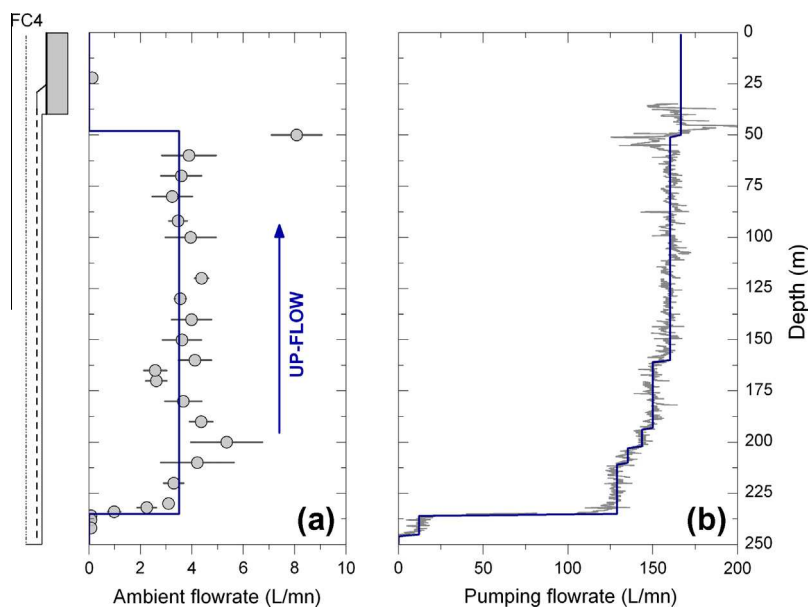 FC4
0
25
50
75
100
125
150
175
200
225
250
Depth (m)
UP-FLOW
(a)
(b)
0 2 4 6 8 10
0 50 100 150 200
Ambient flowrate (L/mn)
Pumping flowrate (L/mn)